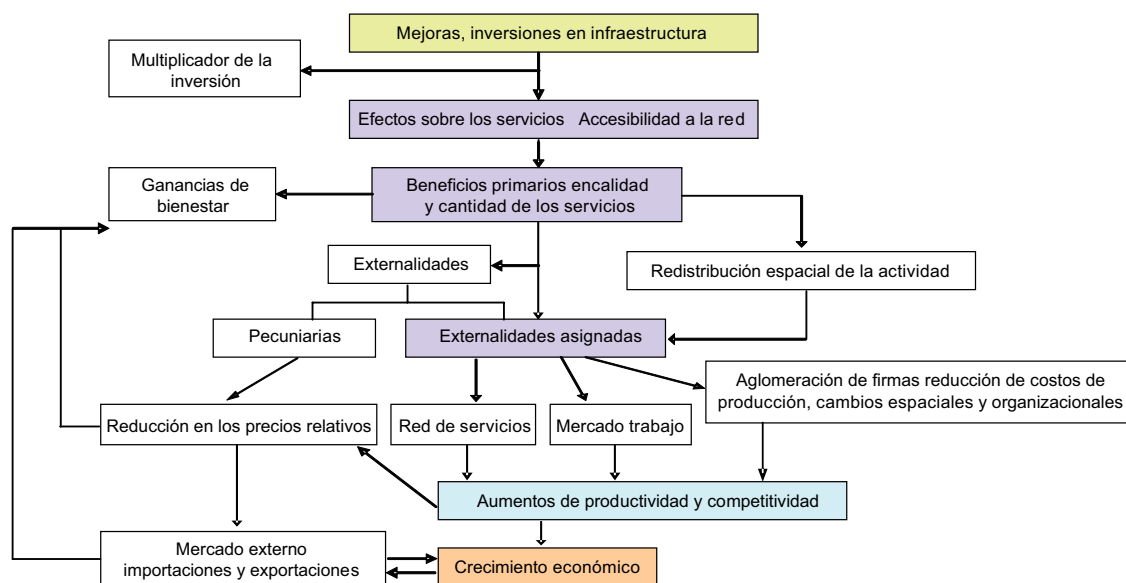 Mejoras, inversiones en infraestructura
Multiplicador de la
inversión
Efectos sobre los servicios Accesibilidad a la red
Ganancias de
bienestar
Beneficios primarios encalidad
y cantidad de los servicios
Externalidades
Redistribución espacial de la actividad
Pecuniarias
Externalidades asignadas
Aglomeración de firmas reducción de costos de
producción, cambios espaciales y organizacionales
Reducción en los precios relativos
Red de servicios
Mercado trabajo
Aumentos de productividad y competitividad
Mercado externo
importaciones y exportaciones
Crecimiento económico